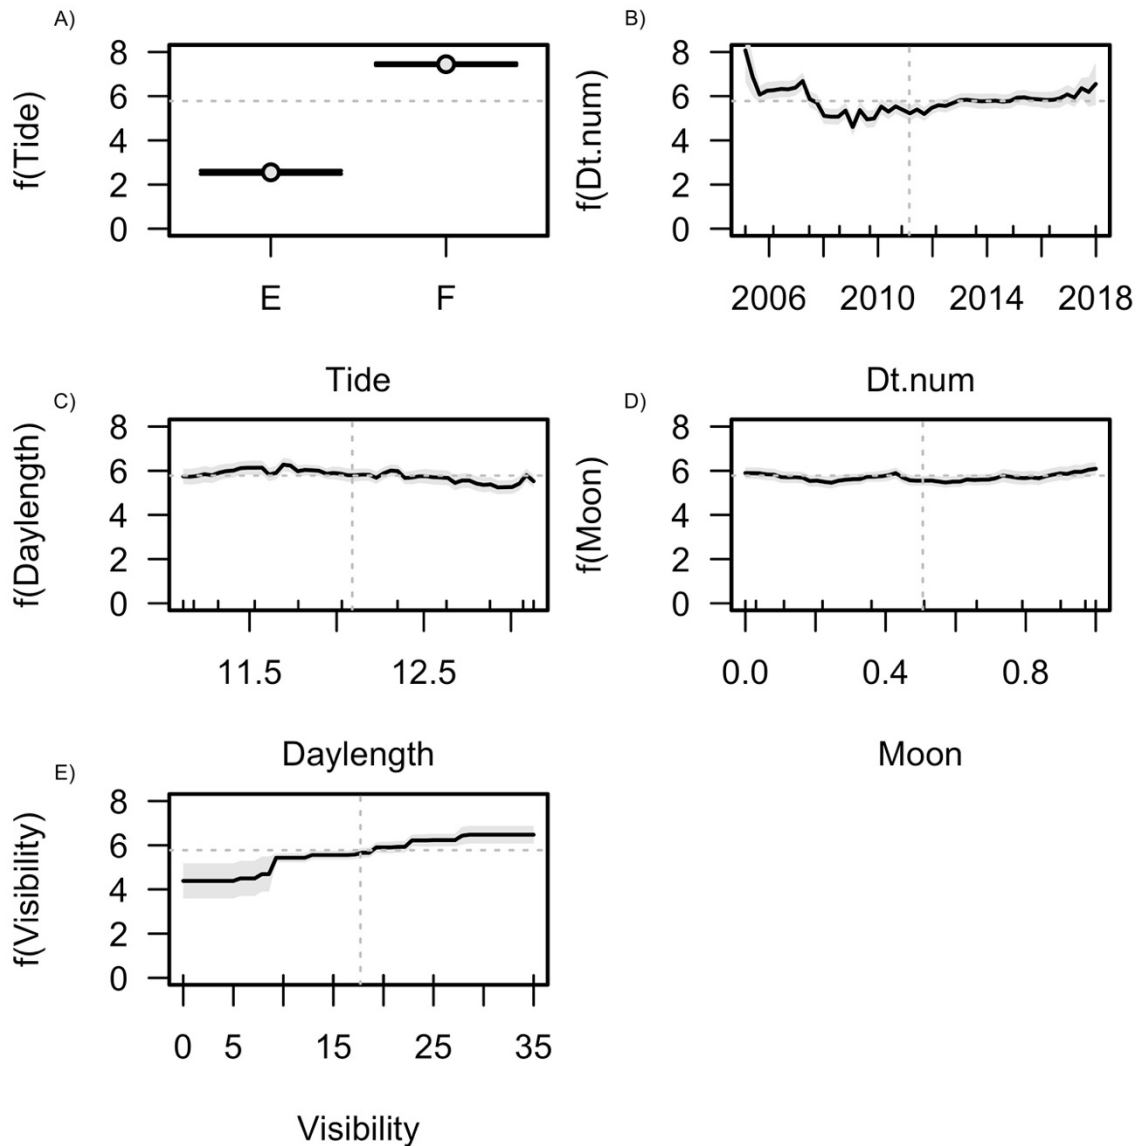 A)
B)
f(Tide)
8
6
4
2
0
E
F
Tide
f(Dt.num)
8
6
4
2
0
2006
2010
2014
2018
Dt.num
C)
D)
f(Daylength)
8
6
4
2
0
11.5
12.5
Daylength
f(Moon)
8
6
4
2
0
0.0
0.4
0.8
Moon
E)
f(Visibility)
8
6
4
2
0
0
5
15
25
35
Visibility